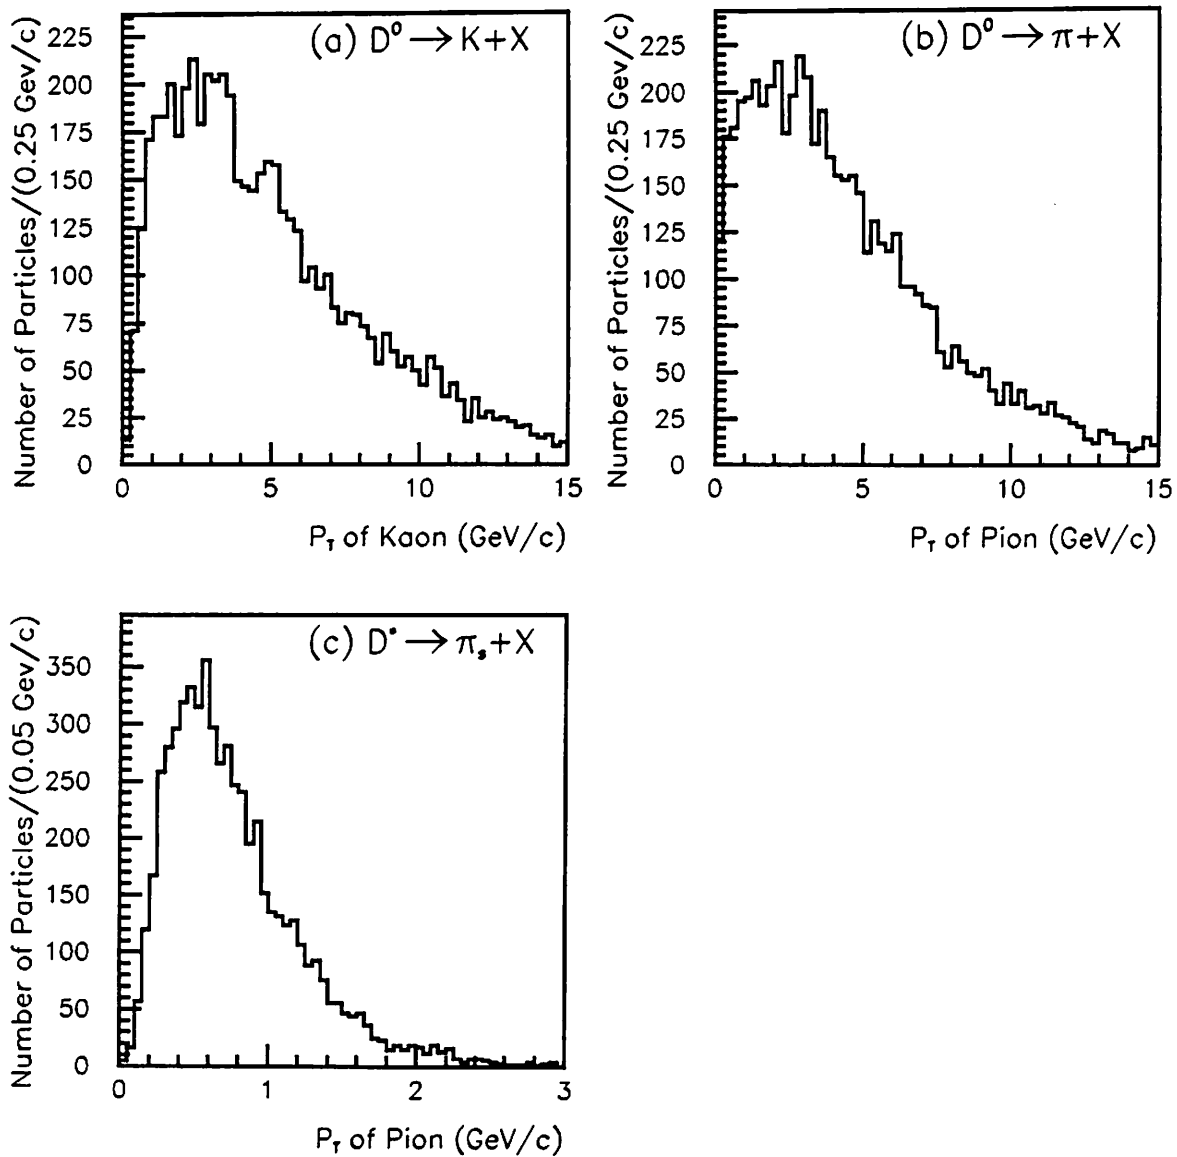 (a) D⁰ → K+X
Number of Particles/(0.25 Gev/c)
225
200
175
150
125
100
75
50
25
0
0 5 10 15
P_T of Kaon (GeV/c)
(b) D⁰ → π+X
Number of Particles/(0.25 Gev/c)
225
200
175
150
125
100
75
50
25
0
0 5 10 15
P_T of Pion (GeV/c)
(c) D* → π_s+X
Number of Particles/(0.05 Gev/c)
350
300
250
200
150
100
50
0
0 1 2 3
P_T of Pion (GeV/c)